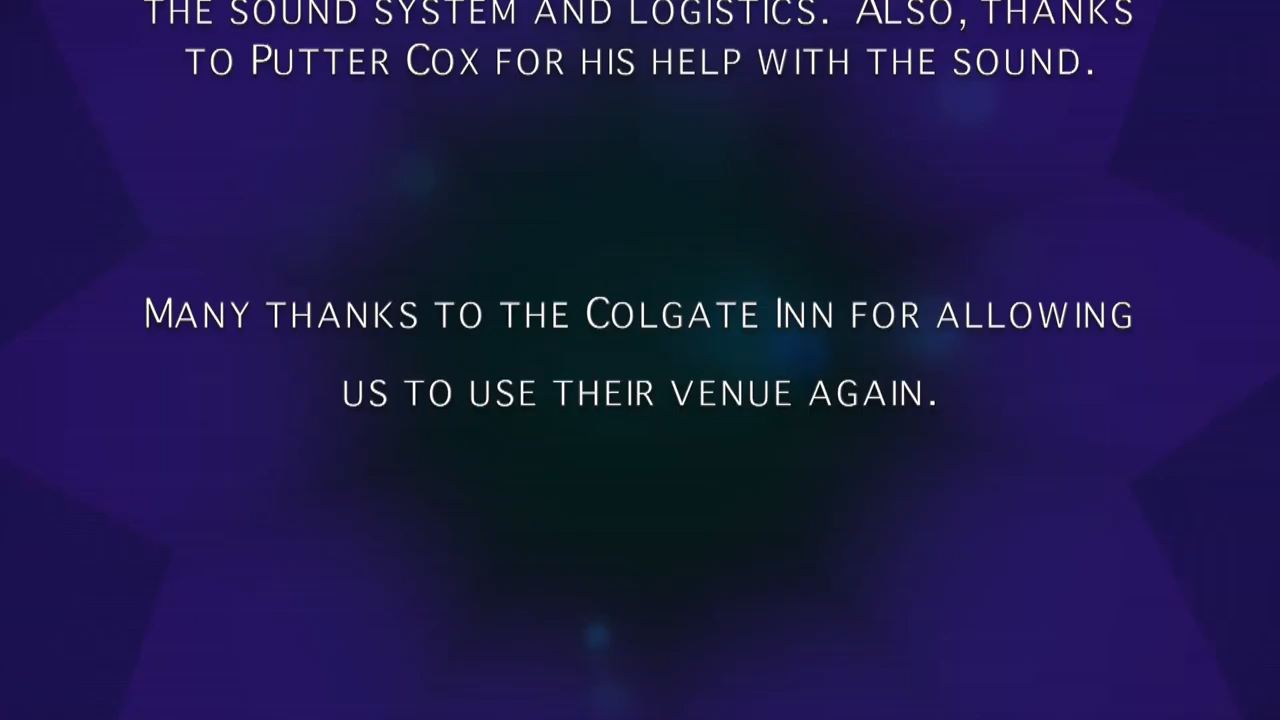 THE SOUND SYSTEM AND LOGISTICS. ALSO, THANKS
TO PUTTER COX FOR HIS HELP WITH THE SOUND.
MANY THANKS TO THE COLGATE INN FOR ALLOWING
US TO USE THEIR VENUE AGAIN.